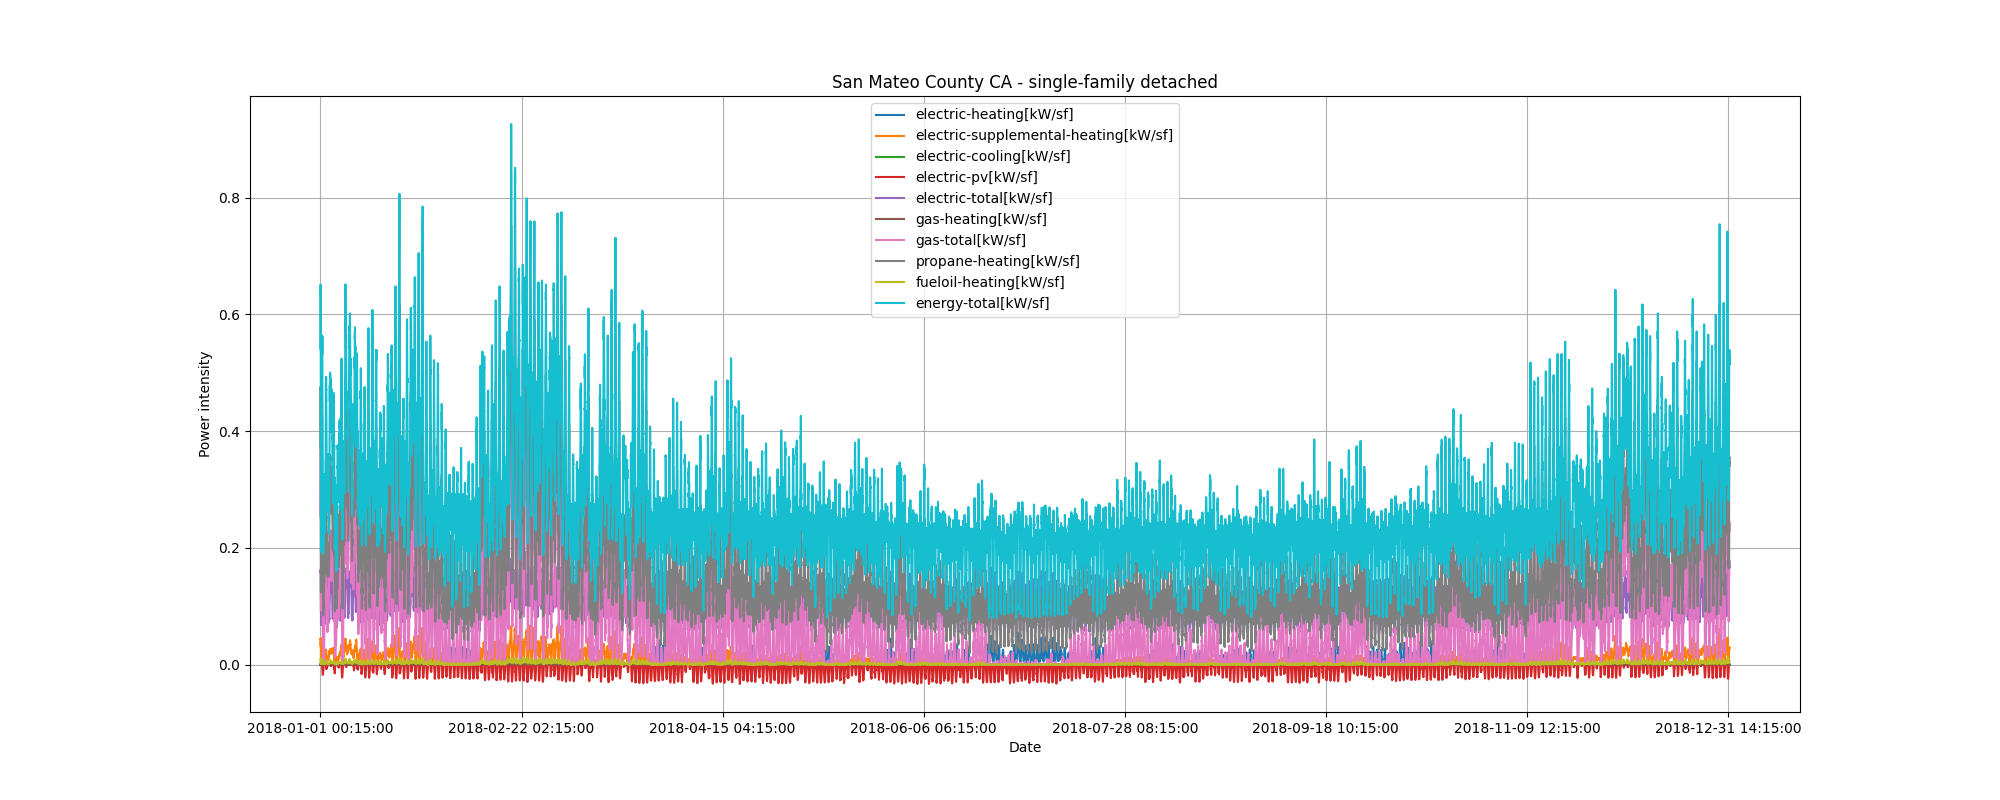 San Mateo County CA - single-family detached
electric-heating[kW/sf]
electric-supplemental-heating[kW/sf]
electric-cooling[kW/sf]
electric-pv[kW/sf]
electric-total[kW/sf]
gas-heating[kW/sf]
gas-total[kW/sf]
propane-heating[kW/sf]
fueloil-heating[kW/sf]
energy-total[kW/sf]
Power intensity
0.8
0.6
0.4
0.2
0.0
2018-01-01 00:15:00
2018-02-22 02:15:00
2018-04-15 04:15:00
2018-06-06 06:15:00
2018-07-28 08:15:00
2018-09-18 10:15:00
2018-11-09 12:15:00
2018-12-31 14:15:00
Date